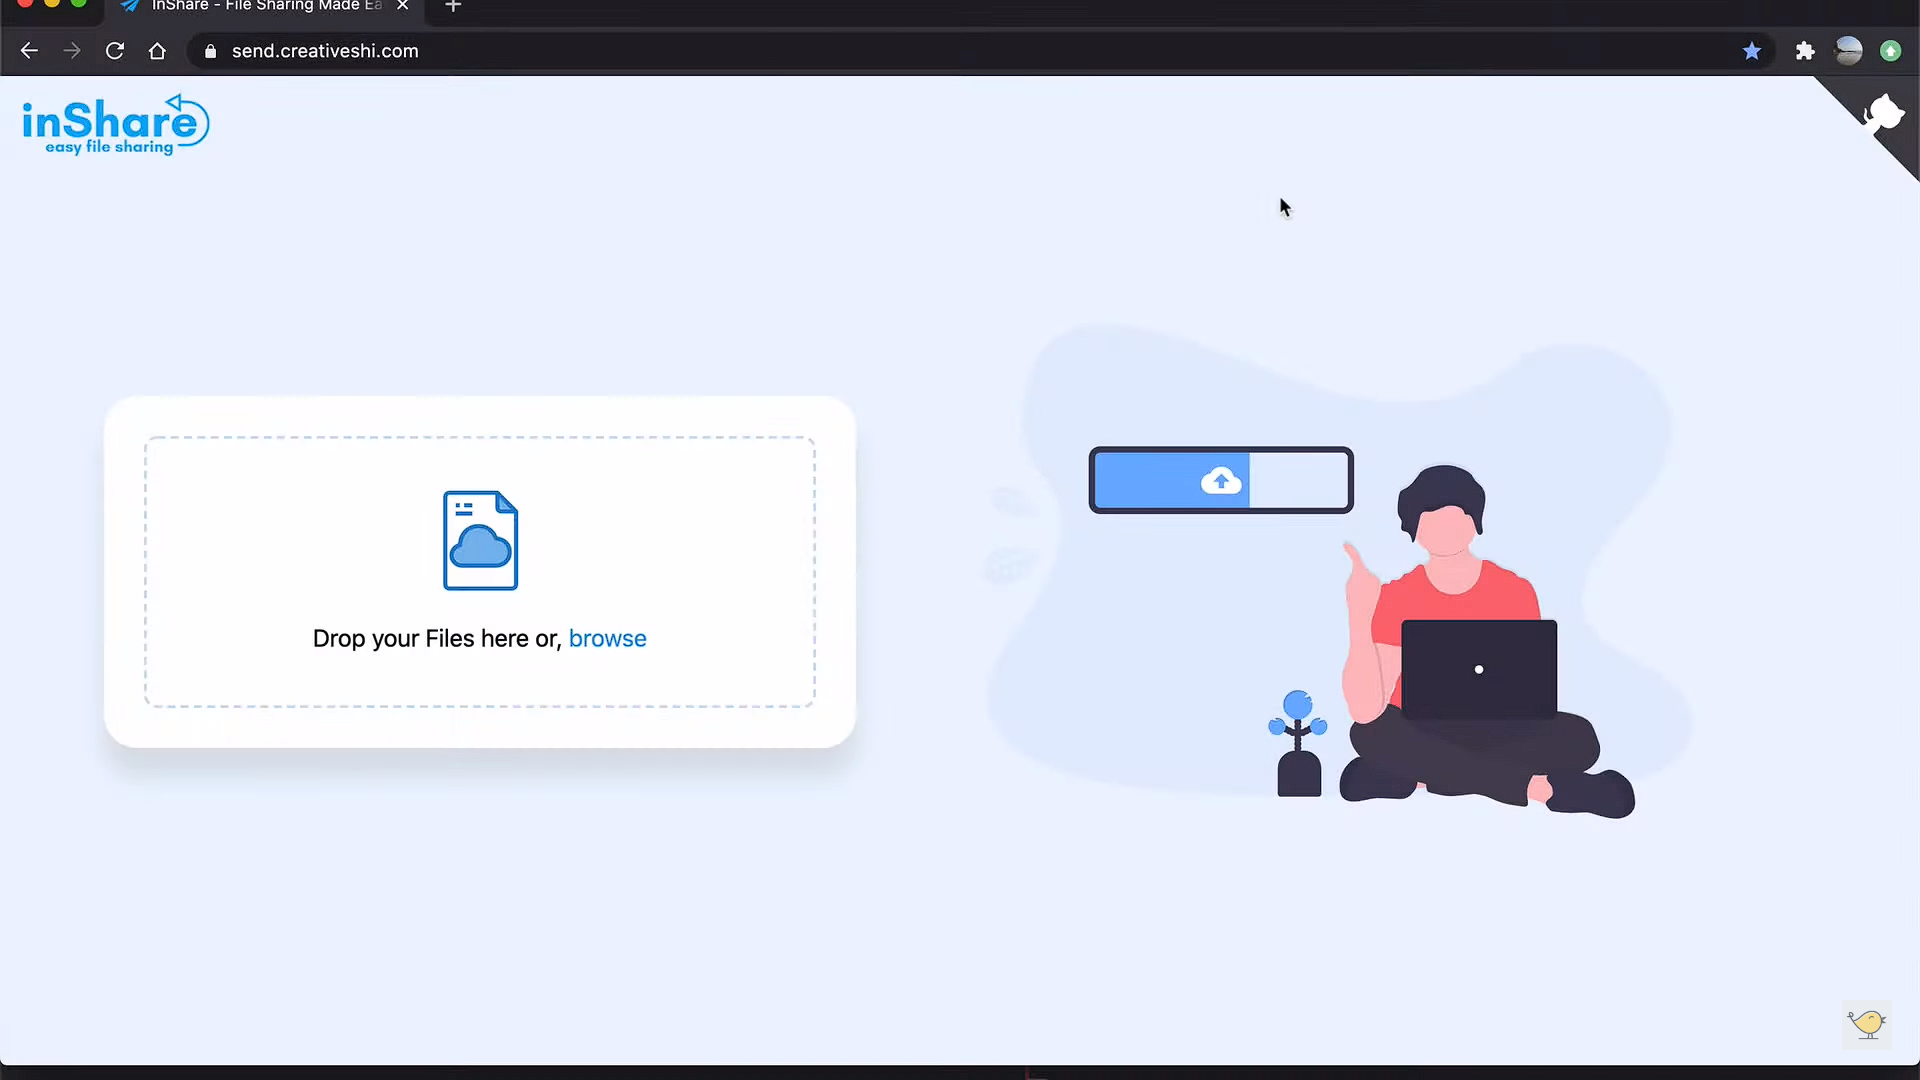 InShare - File Sharing Made Ea
send.creativeshi.com
inShare
easy file sharing
Drop your Files here or, browse